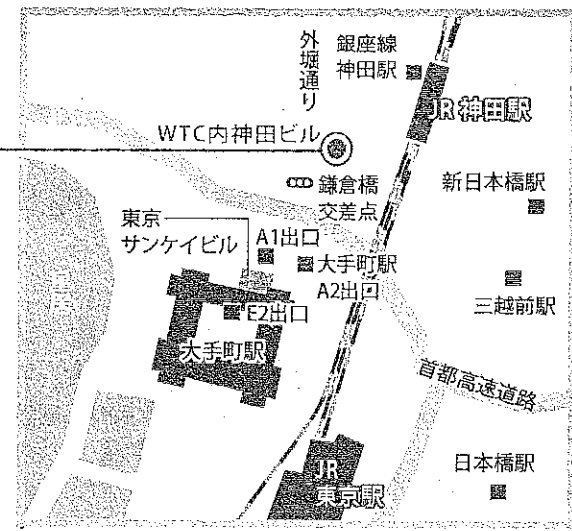 外堀通り
銀座線
神田駅
JR 神田駅
WTC内神田ビル
鎌倉橋
交差点
新日本橋駅
東京
サンケイビル
A1出口
大手町駅
A2出口
三越前駅
E2出口
大手町駅
首都高速道路
JR
東京駅
日本橋駅